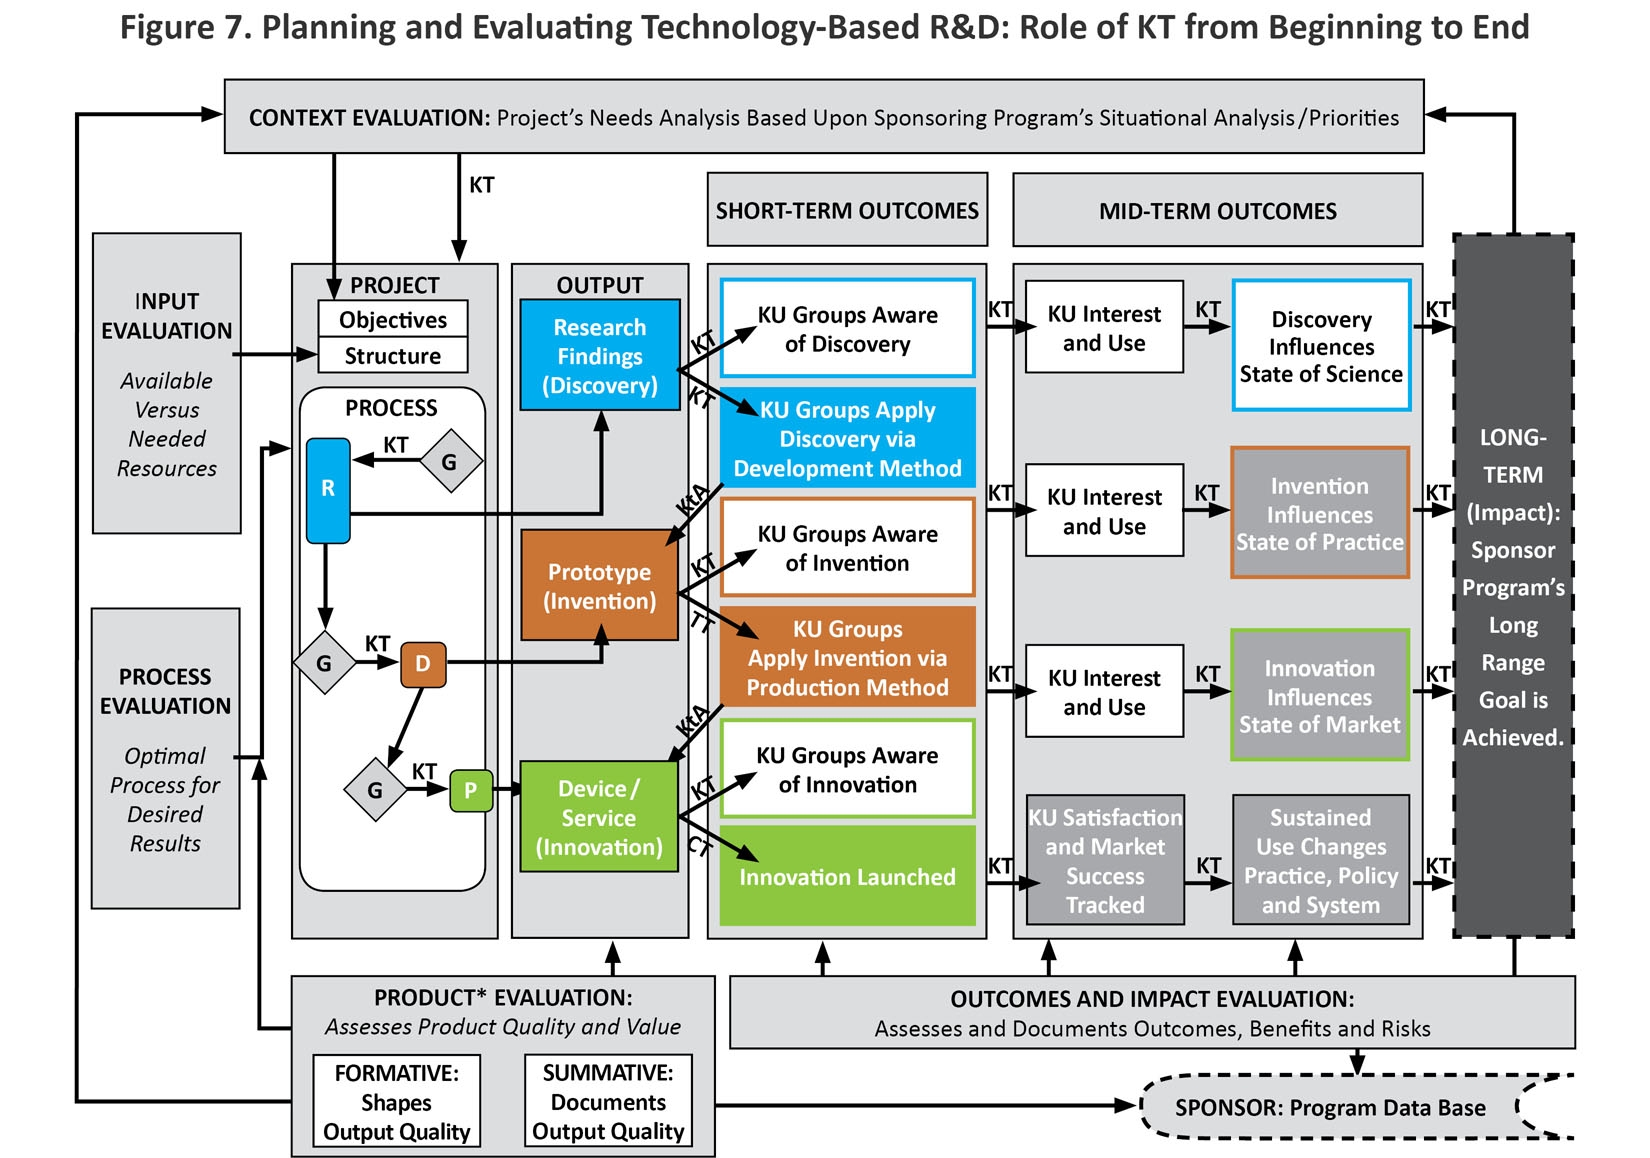 Figure 7. Planning and Evaluating Technology-Based R&D: Role of KT from Beginning to End
CONTEXT EVALUATION: Project's Needs Analysis Based Upon Sponsoring Program's Situational Analysis/Priorities
KT
SHORT-TERM OUTCOMES
MID-TERM OUTCOMES
INPUT
EVALUATION
Available
Versus
Needed
Resources
PROCESS
EVALUATION
Optimal
Process for
Desired
Results
PROJECT
Objectives
Structure
PROCESS
R
KT
G
G
KT
D
G
KT
P
OUTPUT
Research
Findings
(Discovery)
Prototype
(Invention)
Device/
Service
(Innovation)
KT
KT
KtA
KT
TT
KtA
KT
CT
KU Groups Aware
of Discovery
KU Groups Apply
Discovery via
Development Method
KU Groups Aware
of Invention
KU Groups
Apply Invention via
Production Method
KU Groups Aware
of Innovation
Innovation Launched
KT
KU Interest
and Use
KT
Discovery
Influences
State of Science
KT
KT
KU Interest
and Use
KT
Invention
Influences
State of Practice
KT
KT
KU Interest
and Use
KT
Innovation
Influences
State of Market
KT
KT
KU Satisfaction
and Market
Success
Tracked
KT
Sustained
Use Changes
Practice, Policy
and System
KT
LONG-
TERM
(Impact):
Sponsor
Program's
Long
Range
Goal is
Achieved.
PRODUCT* EVALUATION:
Assesses Product Quality and Value
FORMATIVE:
Shapes
Output Quality
SUMMATIVE:
Documents
Output Quality
OUTCOMES AND IMPACT EVALUATION:
Assesses and Documents Outcomes, Benefits and Risks
SPONSOR: Program Data Base